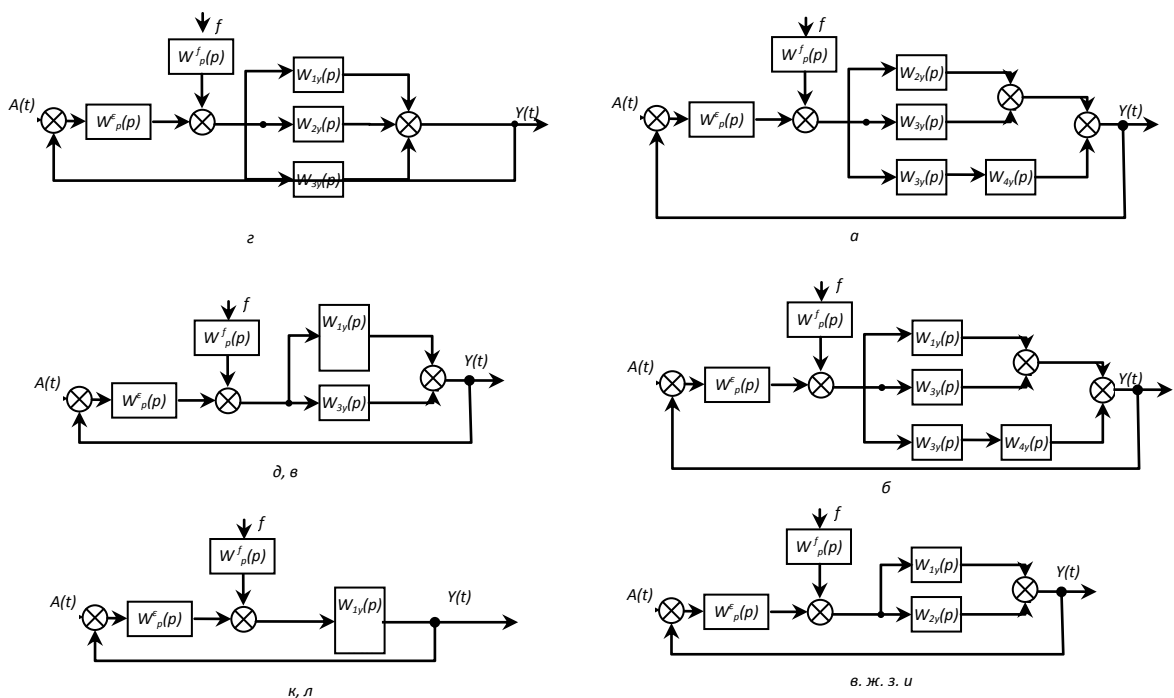 f
W^f_p(p)
A(t)
W^ε_p(p)
W_1y(p)
W_2y(p)
W_3y(p)
Y(t)
г
f
W^f_p(p)
A(t)
W^ε_p(p)
W_2y(p)
W_3y(p)
W_3y(p)
W_4y(p)
Y(t)
а
f
W^f_p(p)
A(t)
W^ε_p(p)
W_1y(p)
W_3y(p)
Y(t)
д, в
f
W^f_p(p)
A(t)
W^ε_p(p)
W_1y(p)
W_3y(p)
W_3y(p)
W_4y(p)
Y(t)
б
f
W^f_p(p)
A(t)
W^ε_p(p)
W_1y(p)
Y(t)
к, л
f
W^f_p(p)
A(t)
W^ε_p(p)
W_1y(p)
W_2y(p)
Y(t)
в. ж. з. и